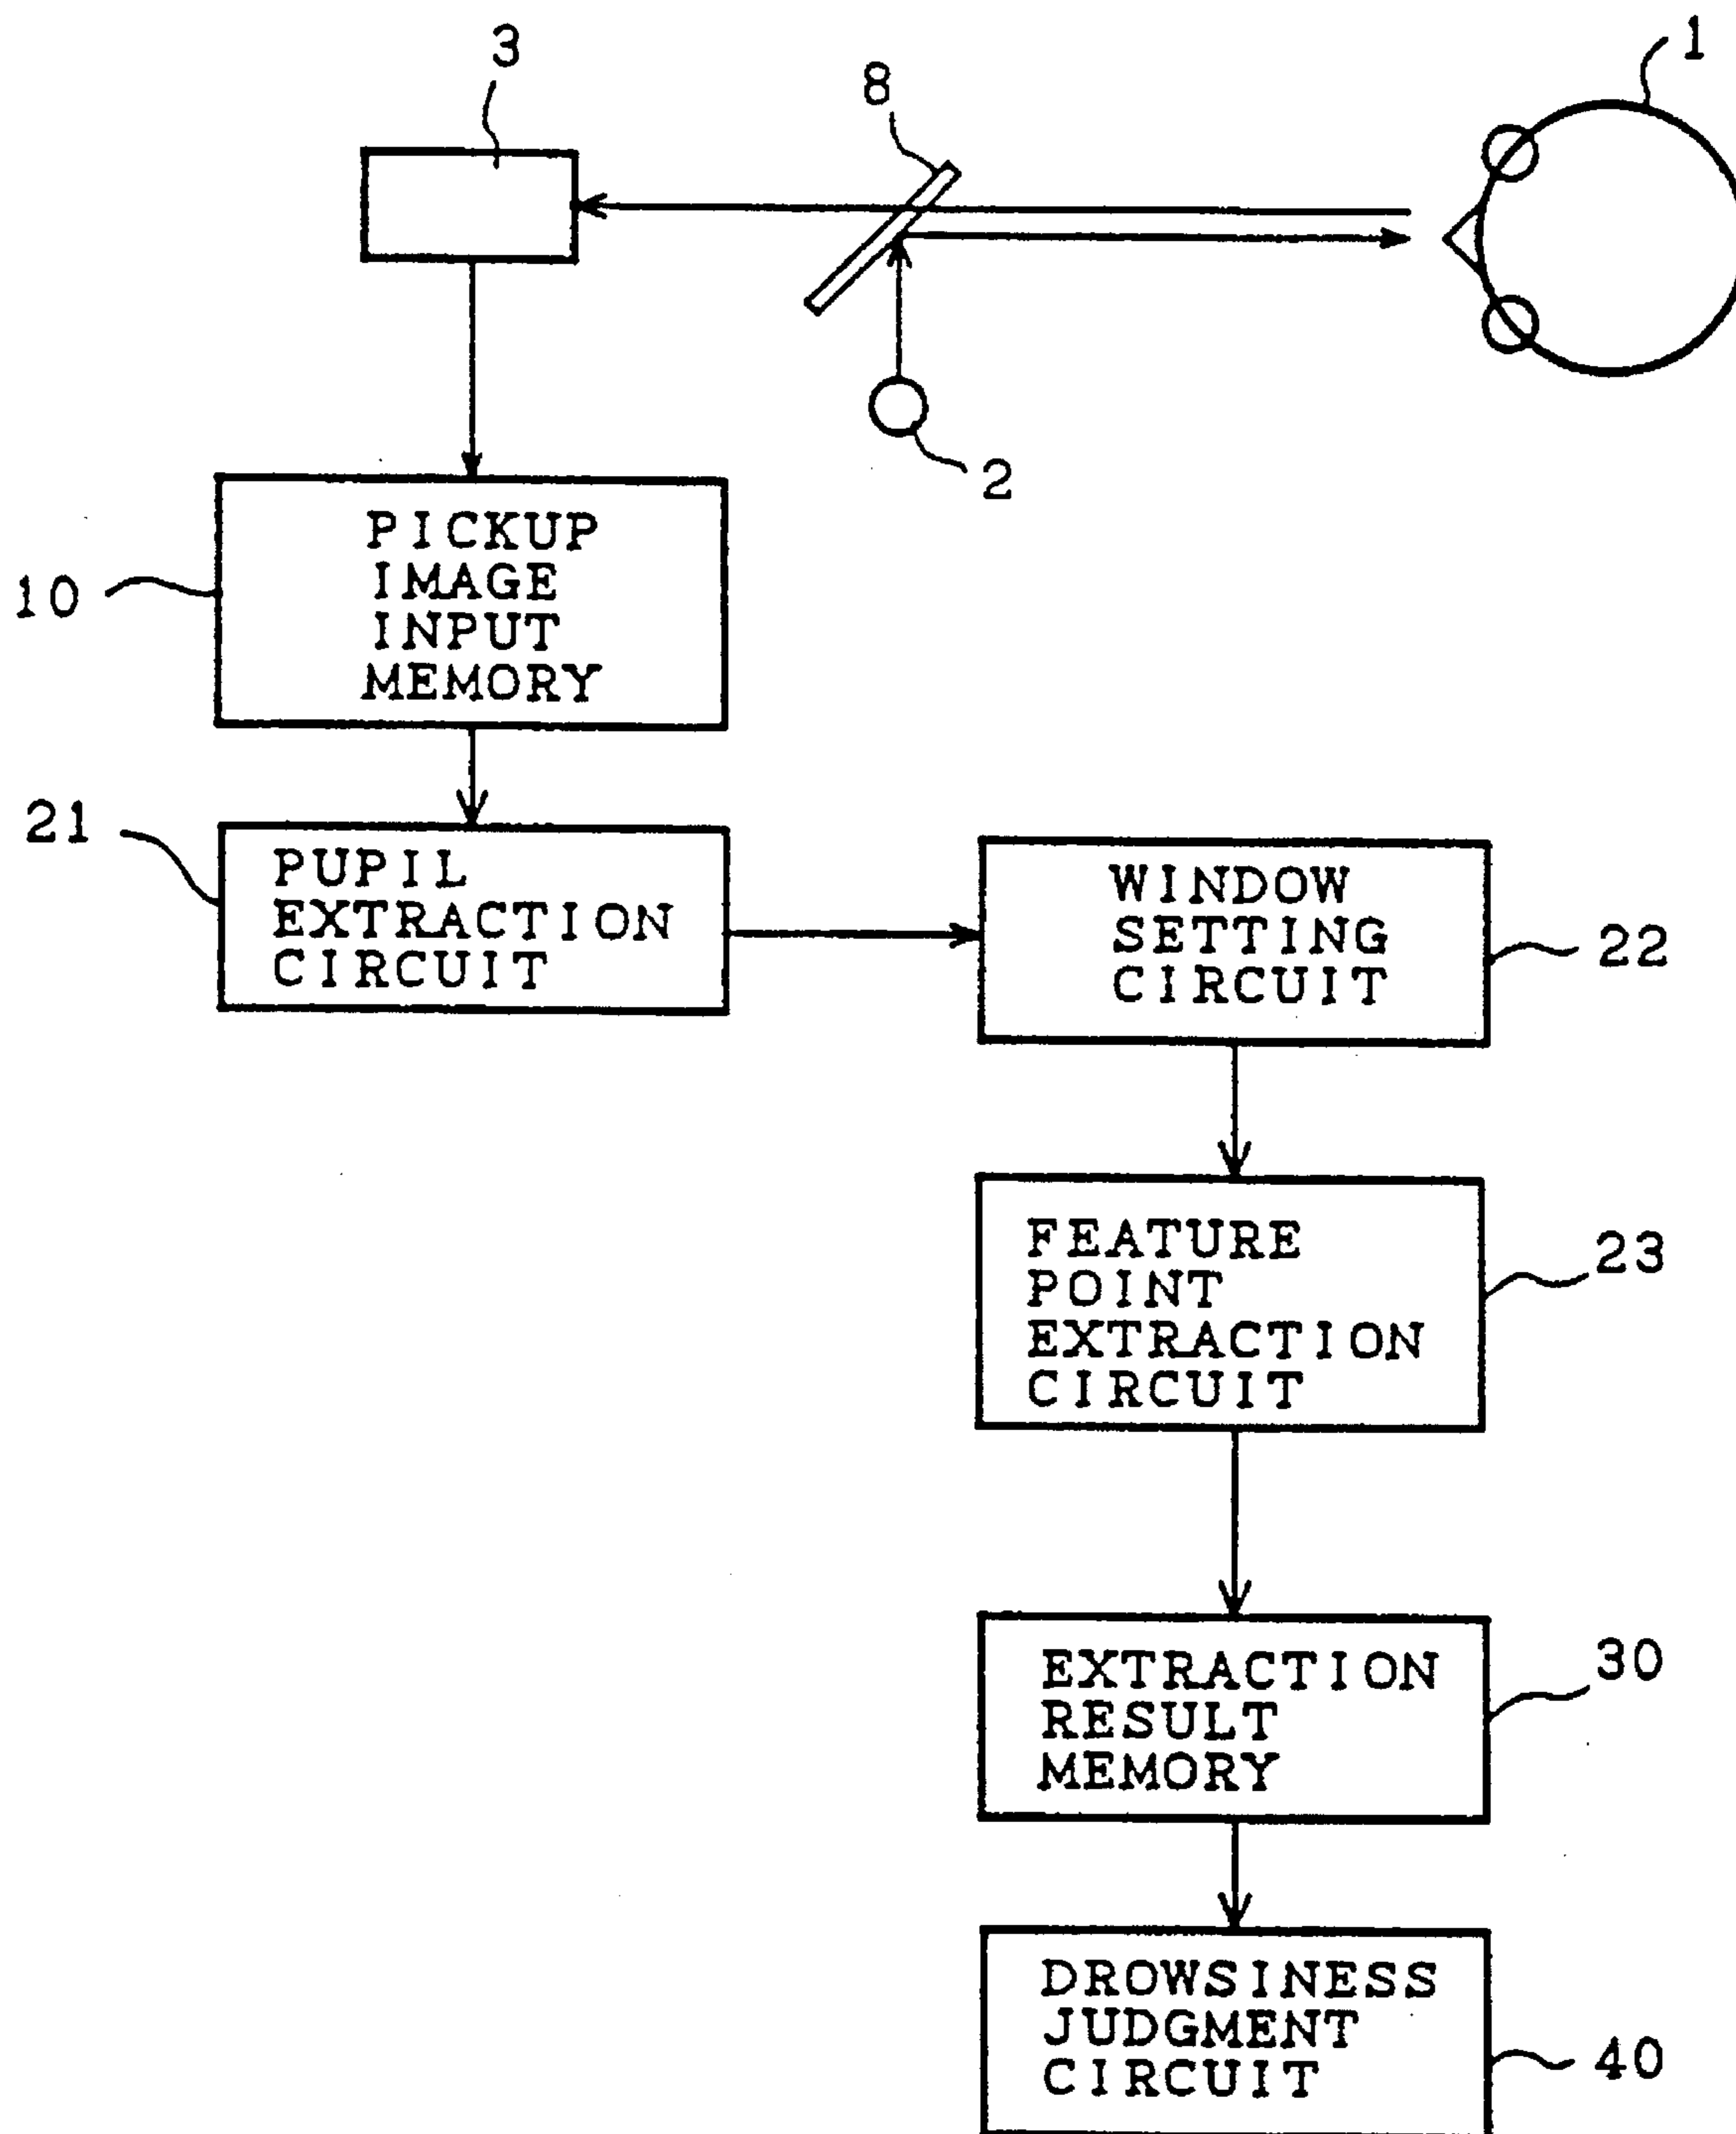 3
8
1
2
PICKUP
IMAGE
INPUT
MEMORY
10
21
PUPIL
EXTRACTION
CIRCUIT
WINDOW
SETTING
CIRCUIT
22
FEATURE
POINT
EXTRACTION
CIRCUIT
23
EXTRACTION
RESULT
MEMORY
30
DROWSINESS
JUDGMENT
CIRCUIT
40